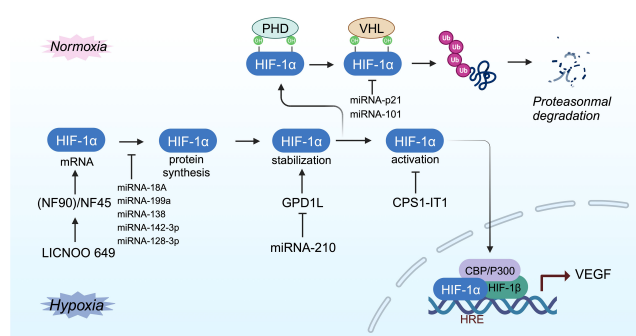 Normoxia
PHD
VHL
OH OH
OH OH
HIF-1α
HIF-1α
Ub
Ub
Ub
Ub
miRNA-p21
miRNA-101
Proteasonmal
degradation
HIF-1α
mRNA
HIF-1α
protein
synthesis
HIF-1α
stabilization
HIF-1α
activation
miRNA-18A
miRNA-199a
miRNA-138
miRNA-142-3p
miRNA-128-3p
(NF90)/NF45
LICNOO 649
GPD1L
miRNA-210
CPS1-IT1
Hypoxia
CBP/P300
HIF-1α
HIF-1β
HRE
VEGF